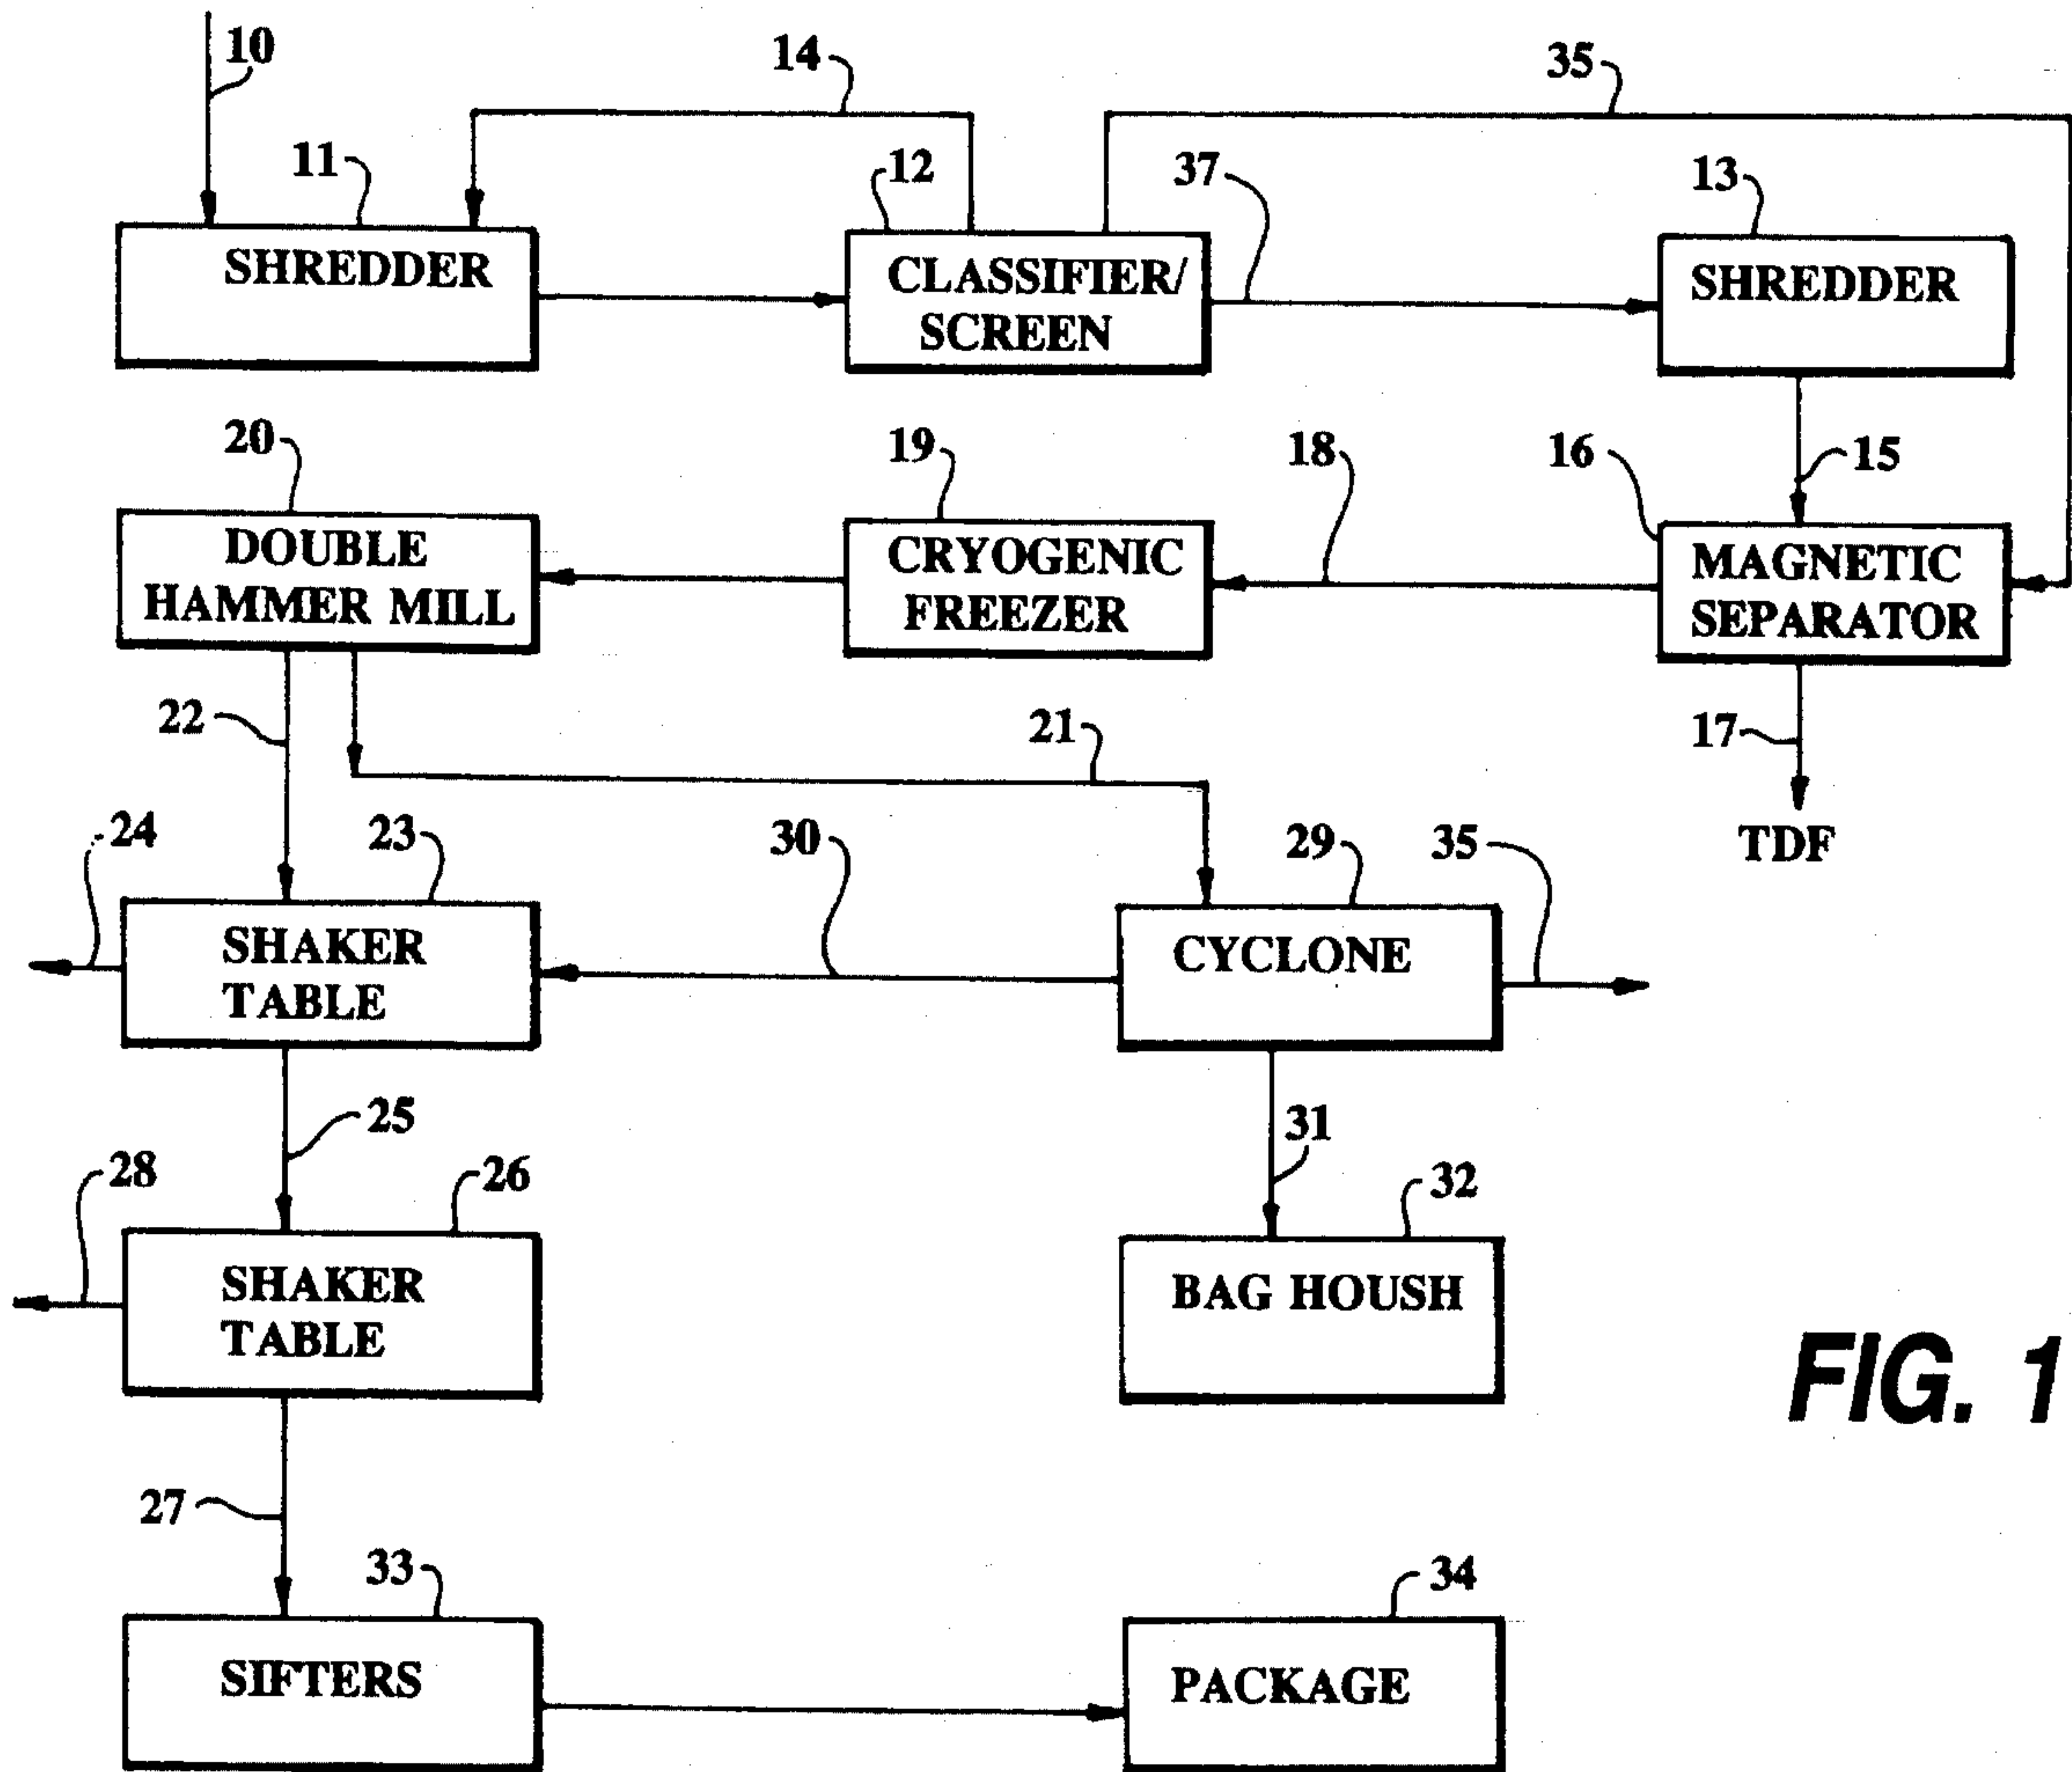 10
14
35
11
12
37
13
SHREDDER
CLASSIFIER/
SCREEN
SHREDDER
20
19
18
16
15
DOUBLE
HAMMER MILL
CRYOGENIC
FREEZER
MAGNETIC
SEPARATOR
22
21
17
TDF
24
23
30
29
35
SHAKER
TABLE
CYCLONE
25
31
28
26
32
SHAKER
TABLE
BAG HOUSH
FIG. 1
27
33
34
SIFTERS
PACKAGE